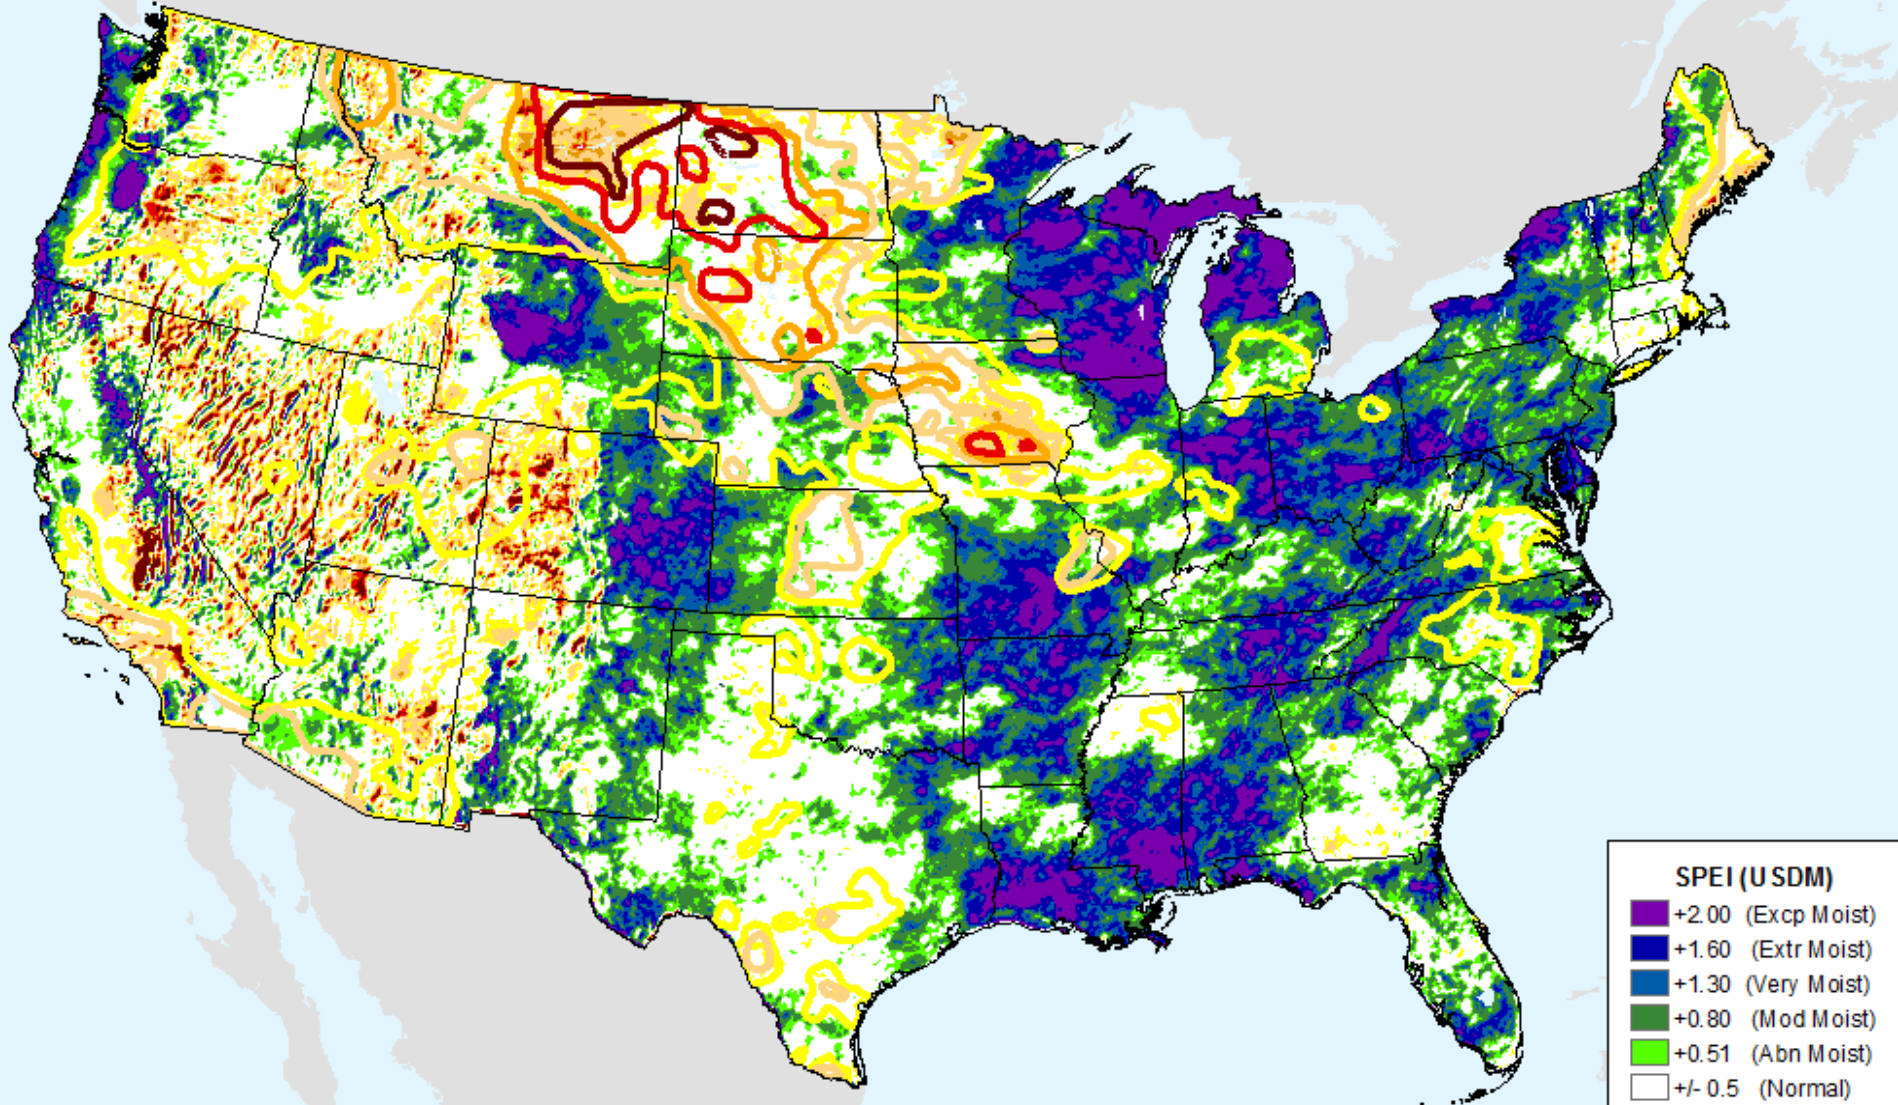 SPEI (USDM)
+2.00 (Excp Moist)
+1.60 (Extr Moist)
+1.30 (Very Moist)
+0.80 (Mod Moist)
+0.51 (Abn Moist)
+/- 0.5 (Normal)